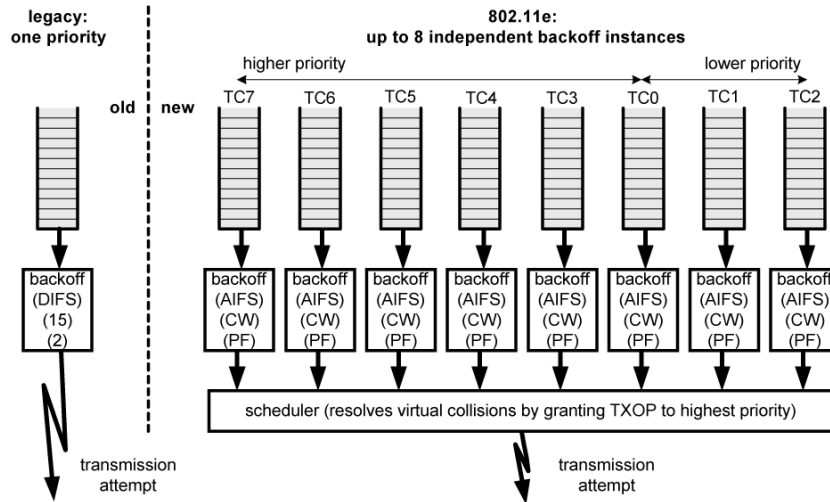 legacy:
one priority
802.11e:
up to 8 independent backoff instances
higher priority
lower priority
old
new
TC7
TC6
TC5
TC4
TC3
TC0
TC1
TC2
backoff
(DIFS)
(15)
(2)
backoff
(AIFS)
(CW)
(PF)
backoff
(AIFS)
(CW)
(PF)
backoff
(AIFS)
(CW)
(PF)
backoff
(AIFS)
(CW)
(PF)
backoff
(AIFS)
(CW)
(PF)
backoff
(AIFS)
(CW)
(PF)
backoff
(AIFS)
(CW)
(PF)
backoff
(AIFS)
(CW)
(PF)
scheduler (resolves virtual collisions by granting TXOP to highest priority)
transmission
attempt
transmission
attempt